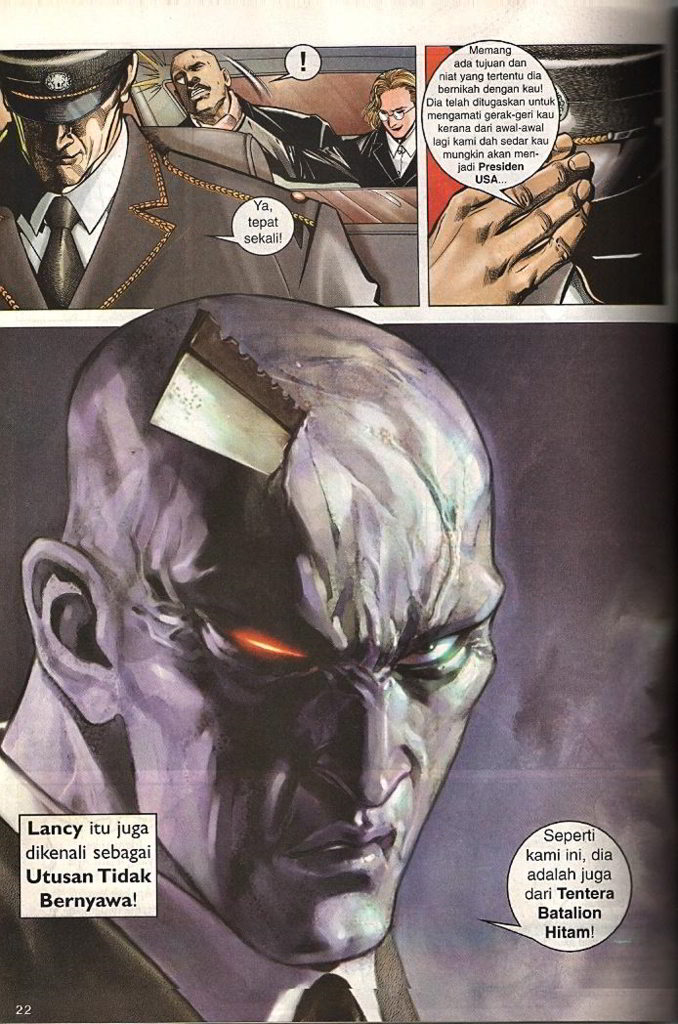 !
Ya,
tepat
sekali!
Memang
ada tujuan dan
niat yang tertentu dia
bernikah dengan kau!
Dia telah ditugaskan untuk
mengamati gerak-geri kau
kerana dari awal-awal
lagi kami dah sedar kau
mungkin akan men-
jadi Presiden
USA...
Lancy itu juga
dikenali sebagai
Utusan Tidak
Bernyawa!
Seperti
kami ini, dia
adalah juga
dari Tentera
Batalion
Hitam!
22